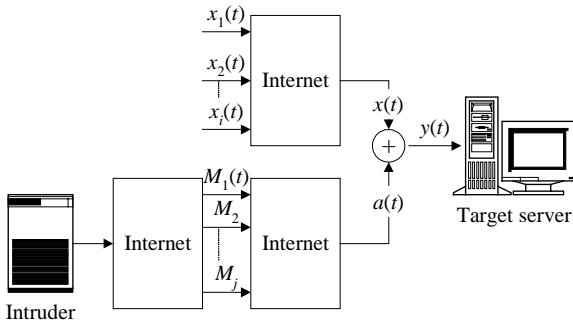 x₁(t)
x₂(t)
xᵢ(t)
Internet
x(t)
y(t)
+
a(t)
Target server
M₁(t)
M₂
Mⱼ
Internet
Internet
Intruder